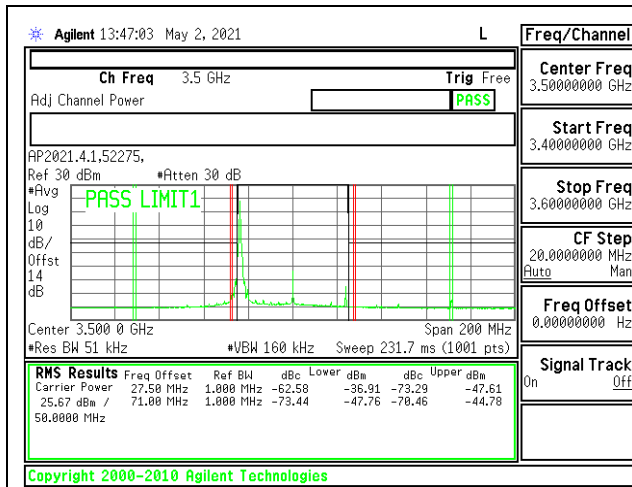 Agilent 13:47:03 May 2, 2021 L
Ch Freq 3.5 GHz Trig Free
Adj Channel Power PASS
AP2021.4.1,52275,
Ref 30 dBm #Atten 30 dB
#Avg
Log
10
dB/
Offst
14
dB
PASS LIMIT1
Center 3.500 0 GHz Span 200 MHz
#Res BW 51 kHz #VBW 160 kHz Sweep 231.7 ms (1001 pts)
RMS Results Freq Offset Ref BW dBc Lower dBm dBc Upper dBm
Carrier Power 27.50 MHz 1.000 MHz -62.58 -36.91 -73.29 -47.61
25.67 dBm / 71.00 MHz 1.000 MHz -73.44 -47.76 -70.46 -44.78
50.0000 MHz
Copyright 2000-2010 Agilent Technologies
Freq/Channel
Center Freq
3.50000000 GHz
Start Freq
3.40000000 GHz
Stop Freq
3.60000000 GHz
CF Step
20.0000000 MHz
Auto Man
Freq Offset
0.00000000 Hz
Signal Track
On Off